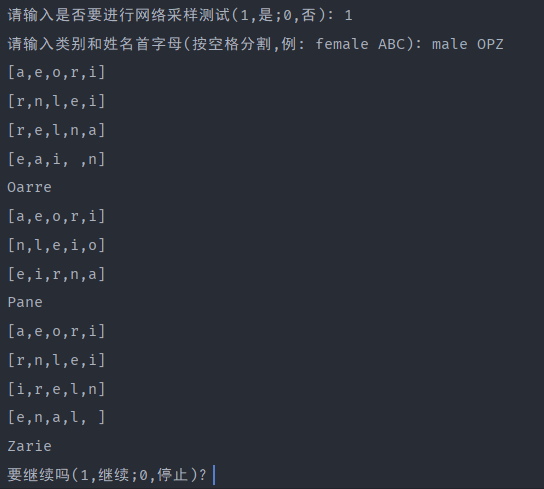 请输入是否要进行网络采样测试(1,是;0,否): 1
请输入类别和姓名首字母(按空格分割,例: female ABC): male OPZ
[a,e,o,r,i]
[r,n,l,e,i]
[r,e,l,n,a]
[e,a,i, ,n]
Oarre
[a,e,o,r,i]
[n,l,e,i,o]
[e,i,r,n,a]
Pane
[a,e,o,r,i]
[r,n,l,e,i]
[i,r,e,l,n]
[e,n,a,l, ]
Zarie
要继续吗(1,继续;0,停止)?